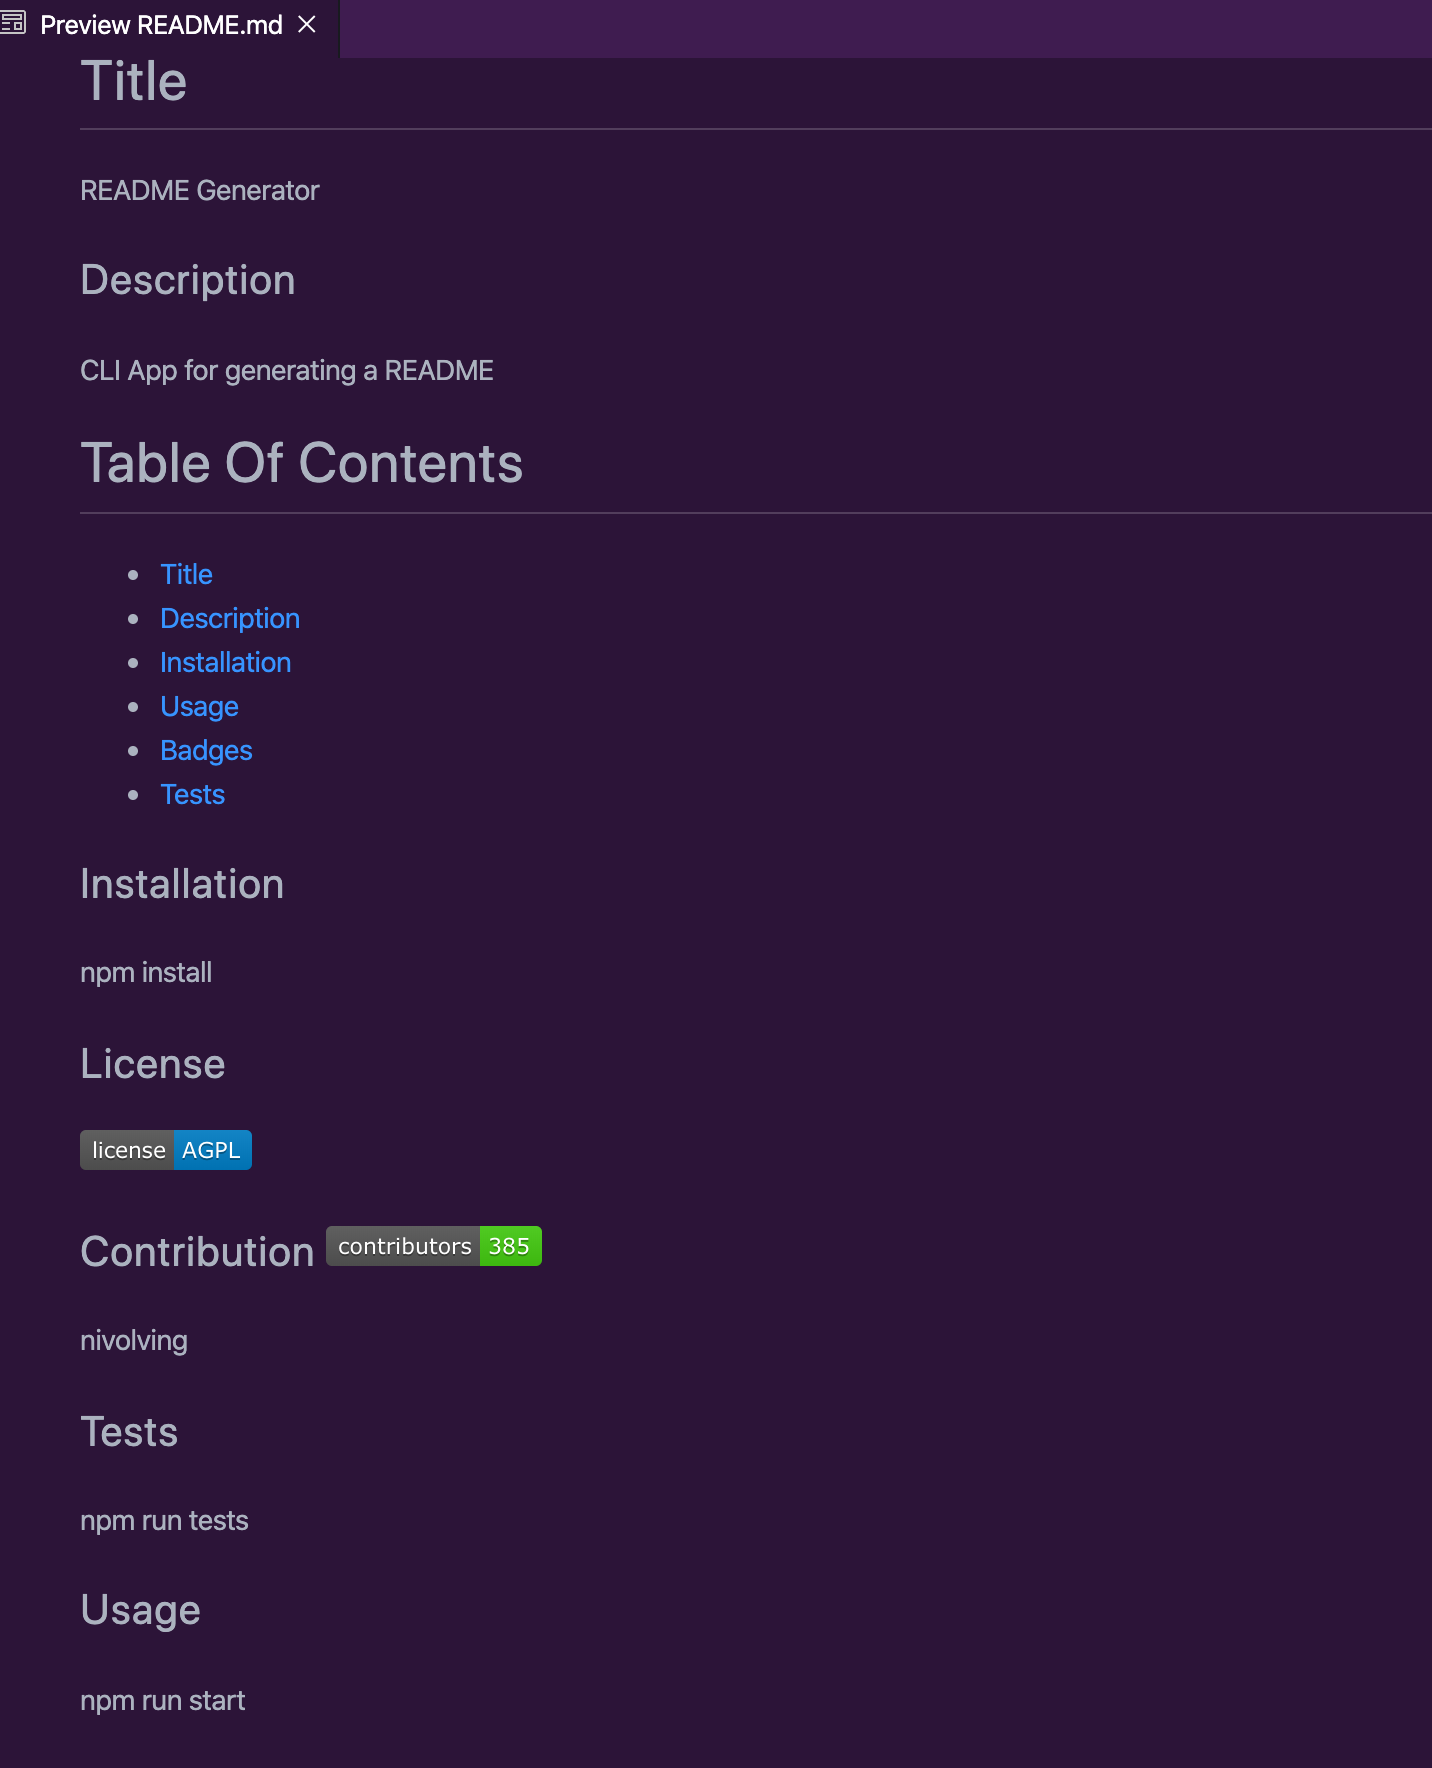 Preview README.md
Title
README Generator
Description
CLI App for generating a README
Table Of Contents
Title
Description
Installation
Usage
Badges
Tests
Installation
npm install
License
license AGPL
Contribution contributors 385
nivolving
Tests
npm run tests
Usage
npm run start